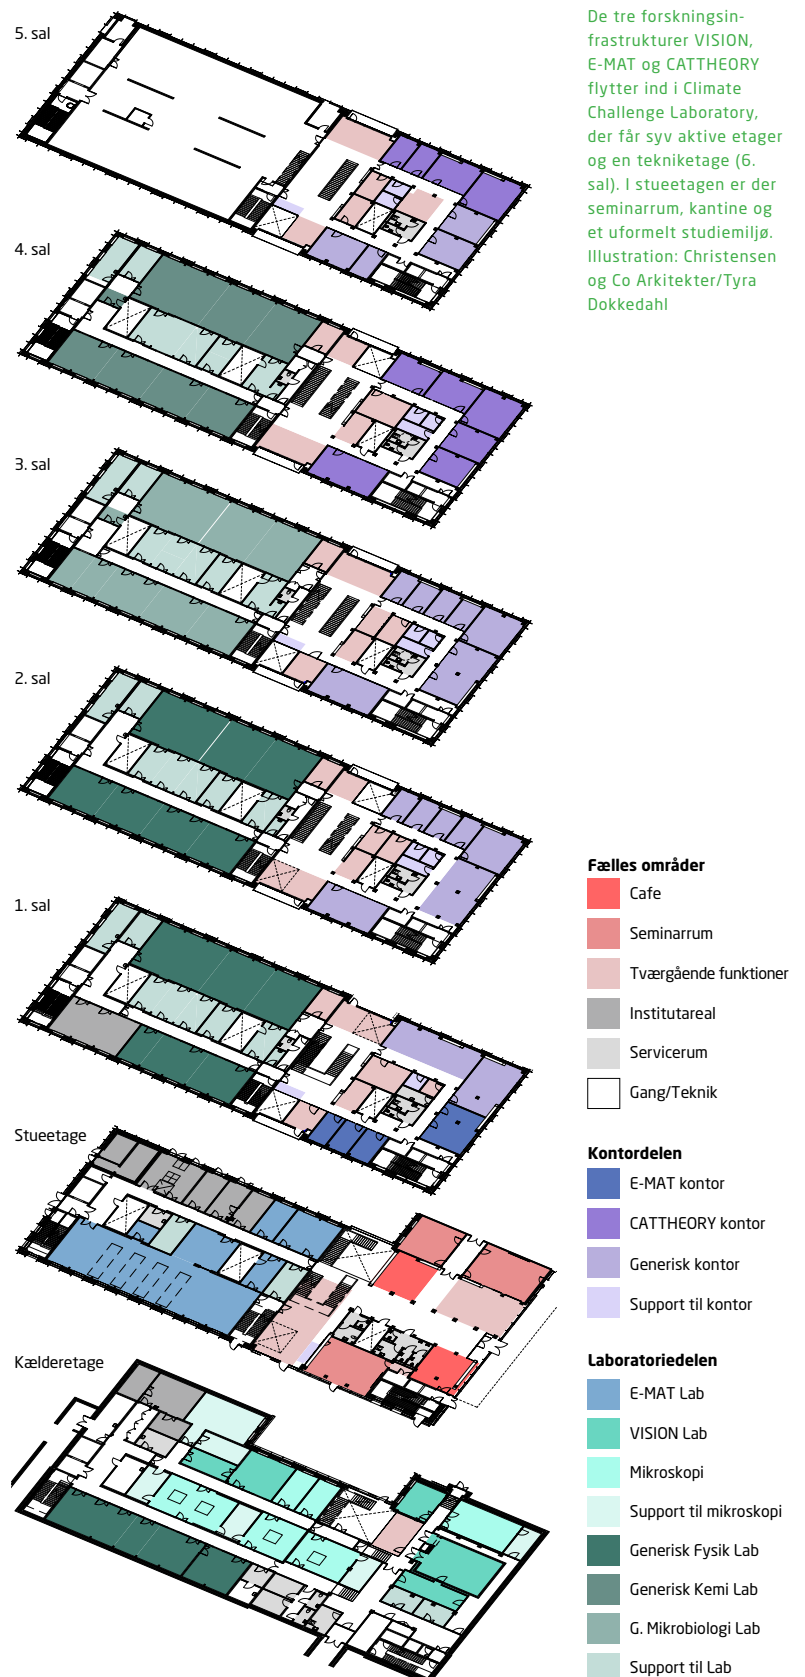 De tre forskningsin-
frastrukturer VISION,
E-MAT og CATTHEORY
flytter ind i Climate
Challenge Laboratory,
der får syv aktive etager
og en tekniketage (6.
sal). I stueetagen er der
seminarrum, kantine og
et uformelt studiemiljø.
Illustration: Christensen
og Co Arkitekter/Tyra
Dokkedahl
5. sal
4. sal
3. sal
2. sal
1. sal
Stueetage
Kælderetage
Fælles områder
Cafe
Seminarrum
Tværgående funktioner
Institutareal
Servicerum
Gang/Teknik
Kontordelen
E-MAT kontor
CATTHEORY kontor
Generisk kontor
Support til kontor
Laboratoriedelen
E-MAT Lab
VISION Lab
Mikroskopi
Support til mikroskopi
Generisk Fysik Lab
Generisk Kemi Lab
G. Mikrobiologi Lab
Support til Lab